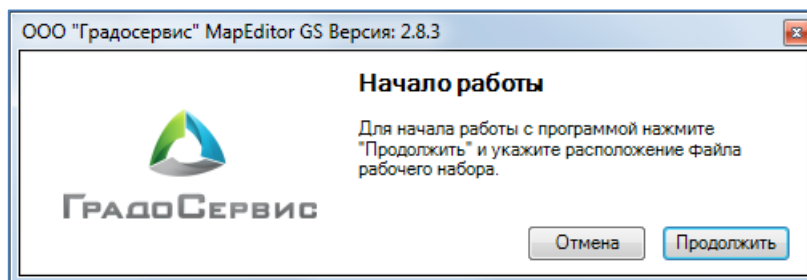 ООО "Градосервис" MapEditor GS Версия: 2.8.3
Начало работы
Для начала работы с программой нажмите
"Продолжить" и укажите расположение файла
рабочего набора.
ГрадоСервис
Отмена
Продолжить